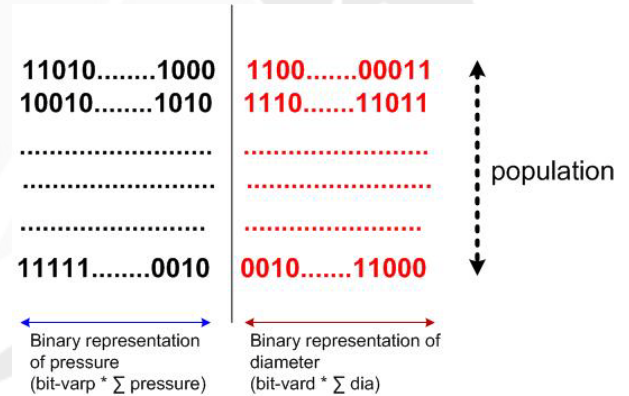 11010........1000 1100.......00011
10010........1010 1110.......11011
............................ ...........................
............................ ...........................
........................... ..........................
11111........0010 0010.......11000
population
Binary representation
of pressure
(bit-varp * ∑ pressure)
Binary representation of
diameter
(bit-vard * ∑ dia)